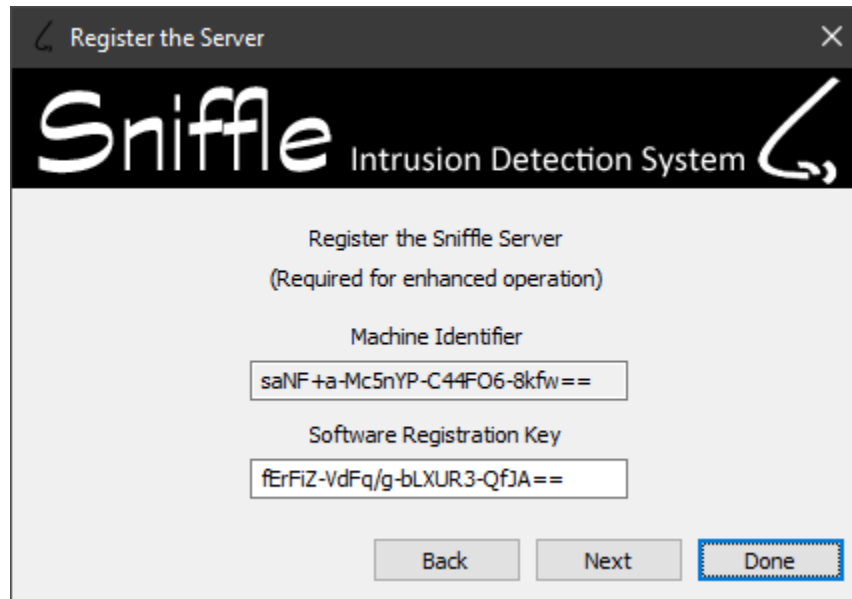 Register the Server
Sniffle Intrusion Detection System
Register the Sniffle Server
(Required for enhanced operation)
Machine Identifier
saNF+a-Mc5nYP-C44FO6-8kfw==
Software Registration Key
fErFiZ-VdFq/g-bLXUR3-QfJA==
Back Next Done